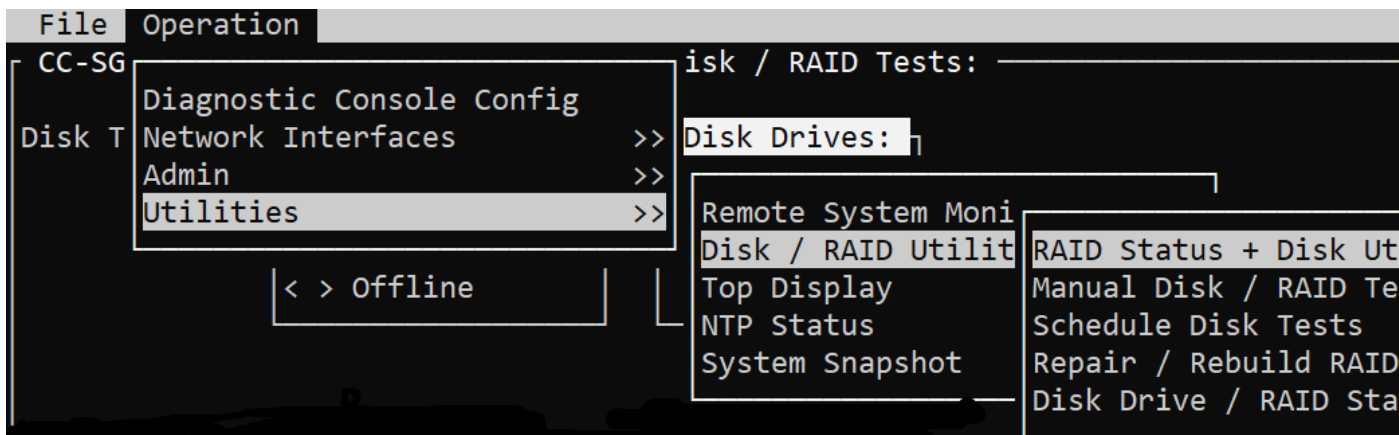 File Operation
CC-SG isk / RAID Tests:
Diagnostic Console Config
Disk T Network Interfaces >> Disk Drives:
Admin >>
Utilities >> Remote System Moni
Disk / RAID Utilit RAID Status + Disk Ut
< > Offline Top Display Manual Disk / RAID Te
NTP Status Schedule Disk Tests
System Snapshot Repair / Rebuild RAID
Disk Drive / RAID Sta